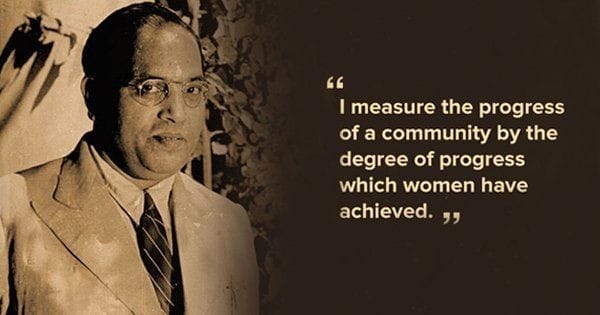 “
I measure the progress
of a community by the
degree of progress
which women have
achieved. ”